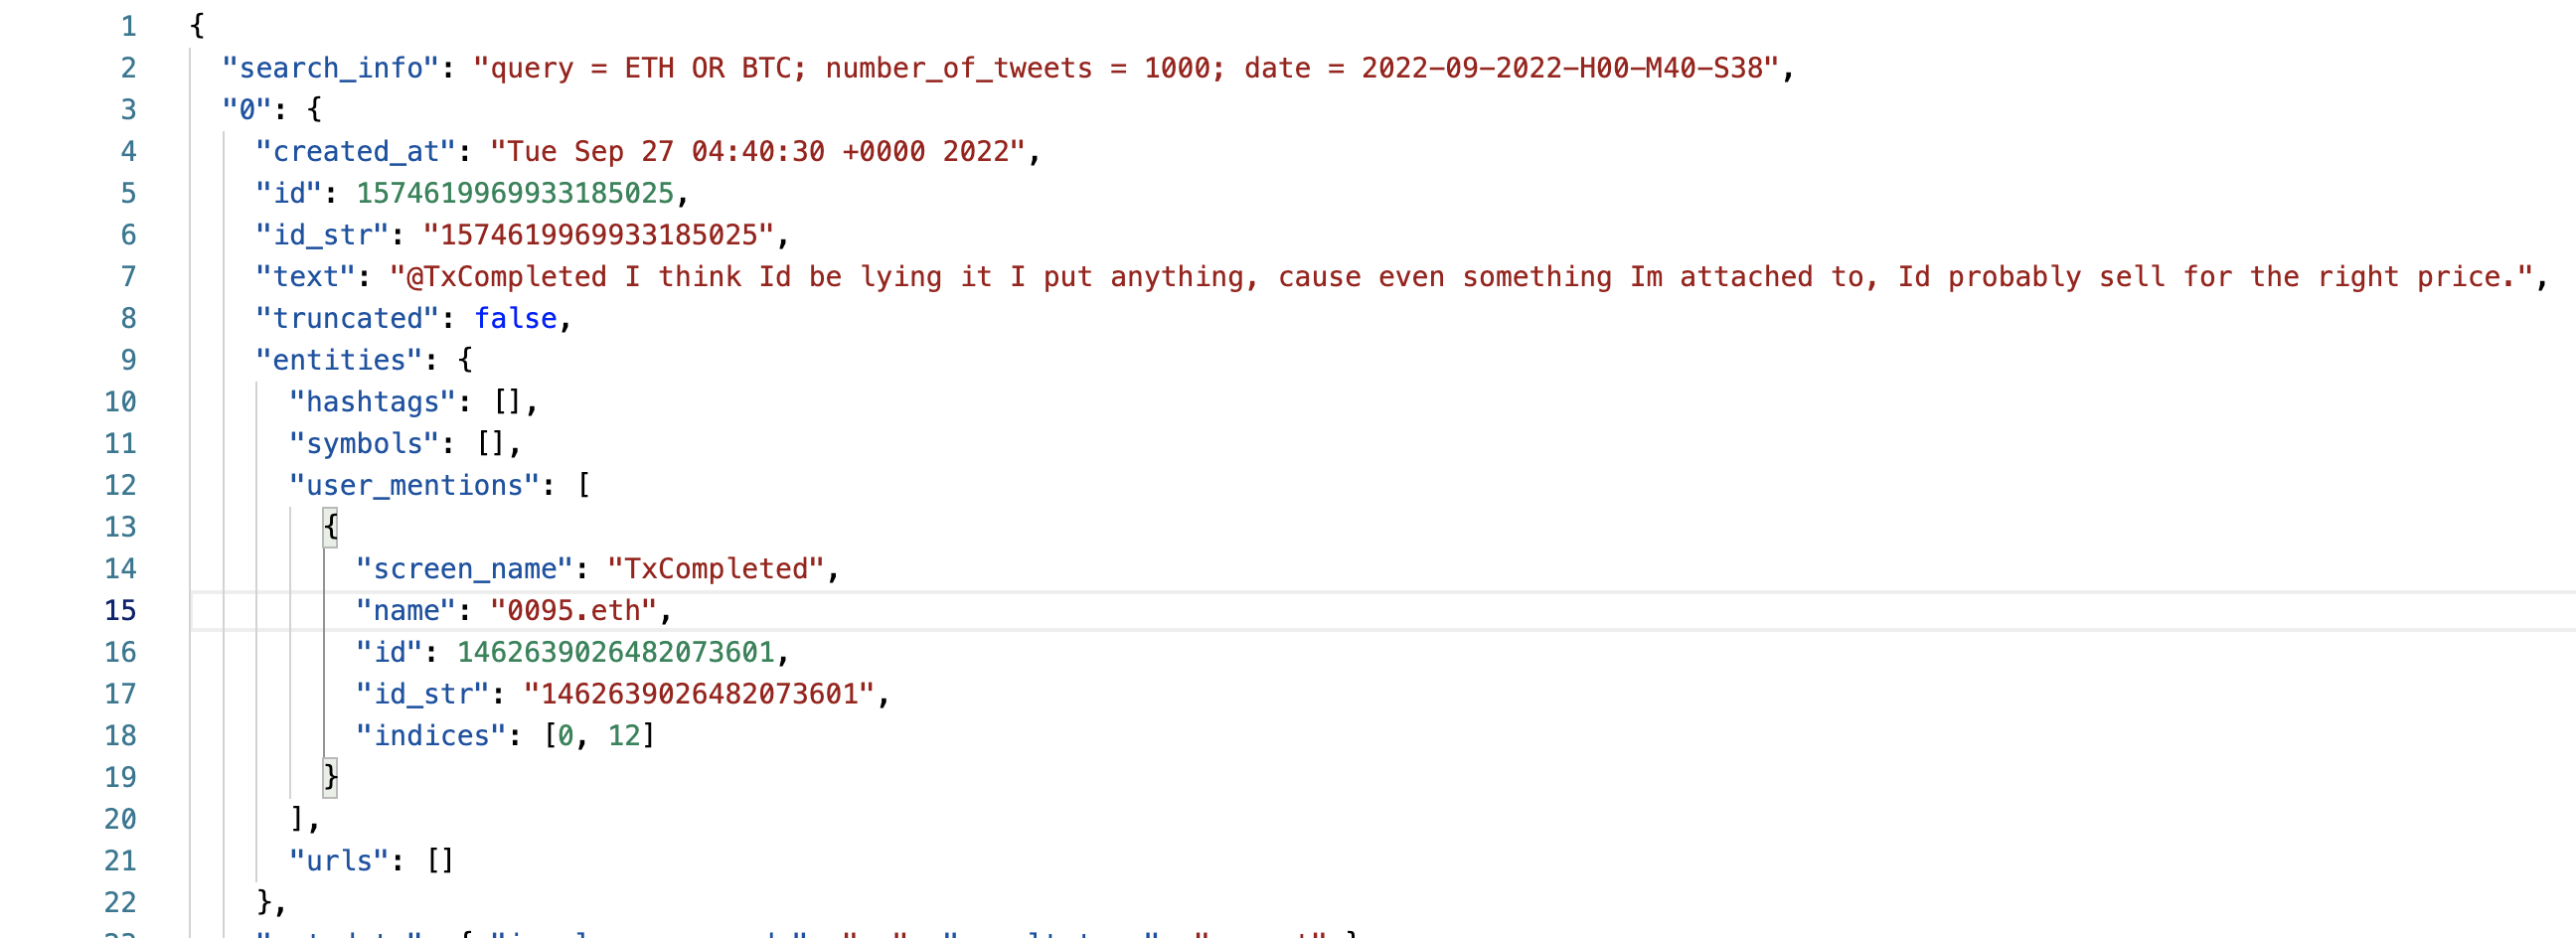 1 {
2 "search_info": "query = ETH OR BTC; number_of_tweets = 1000; date = 2022-09-2022-H00-M40-S38",
3 "0": {
4 "created_at": "Tue Sep 27 04:40:30 +0000 2022",
5 "id": 1574619969933185025,
6 "id_str": "1574619969933185025",
7 "text": "@TxCompleted I think Id be lying it I put anything, cause even something Im attached to, Id probably sell for the right price.",
8 "truncated": false,
9 "entities": {
10 "hashtags": [],
11 "symbols": [],
12 "user_mentions": [
13 {
14 "screen_name": "TxCompleted",
15 "name": "0095.eth",
16 "id": 1462639026482073601,
17 "id_str": "1462639026482073601",
18 "indices": [0, 12]
19 }
20 ],
21 "urls": []
22 },